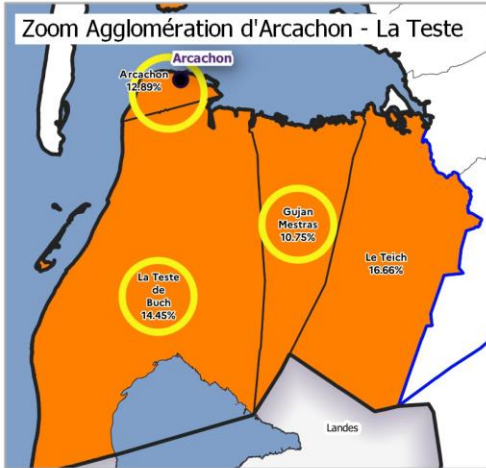 Zoom Agglomération d'Arcachon - La Teste
Arcachon
Arcachon
12.89%
Gujan
Mestras
10.75%
Le Teich
16.66%
La Teste
de
Buch
14.45%
Landes